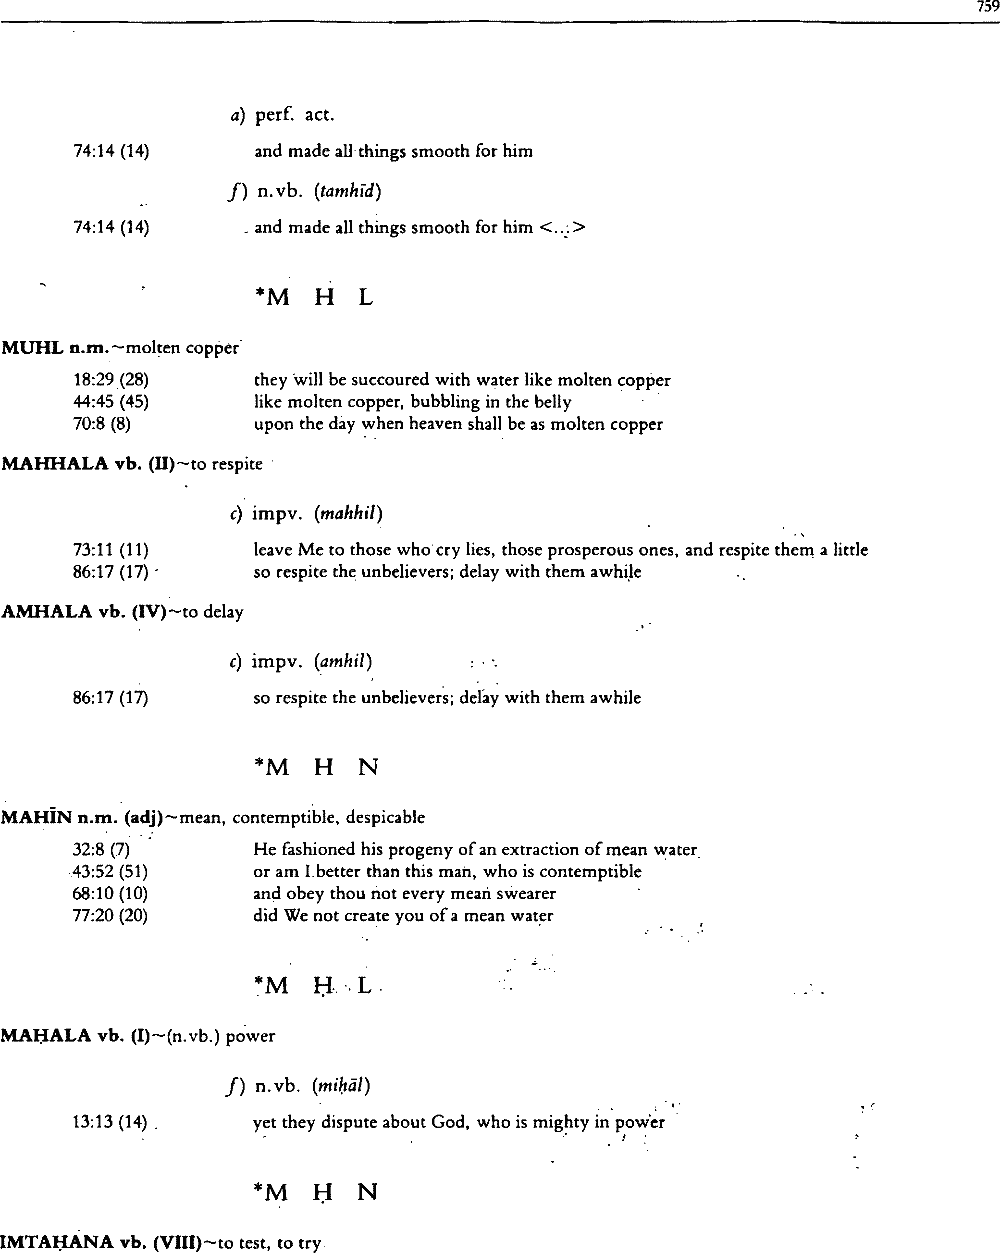 759
a) perf. act.
74:14 (14) and made all things smooth for him
f) n.vb. (tamhīd)
74:14 (14) and made all things smooth for him <...>
*M H L
MUHL n.m.~molten copper
18:29 (28) they will be succoured with water like molten copper
44:45 (45) like molten copper, bubbling in the belly
70:8 (8) upon the day when heaven shall be as molten copper
MAHHALA vb. (II)~to respite
c) impv. (mahhil)
73:11 (11) leave Me to those who cry lies, those prosperous ones, and respite them a little
86:17 (17) so respite the unbelievers; delay with them awhile
AMHALA vb. (IV)~to delay
c) impv. (amhil)
86:17 (17) so respite the unbelievers; delay with them awhile
*M H N
MAHĪN n.m. (adj)~mean, contemptible, despicable
32:8 (7) He fashioned his progeny of an extraction of mean water
43:52 (51) or am I better than this man, who is contemptible
68:10 (10) and obey thou not every mean swearer
77:20 (20) did We not create you of a mean water
*M Ḥ L
MAḤALA vb. (I)~(n.vb.) power
f) n.vb. (miḥāl)
13:13 (14) yet they dispute about God, who is mighty in power
*M Ḥ N
IMTAḤANA vb. (VIII)~to test, to try